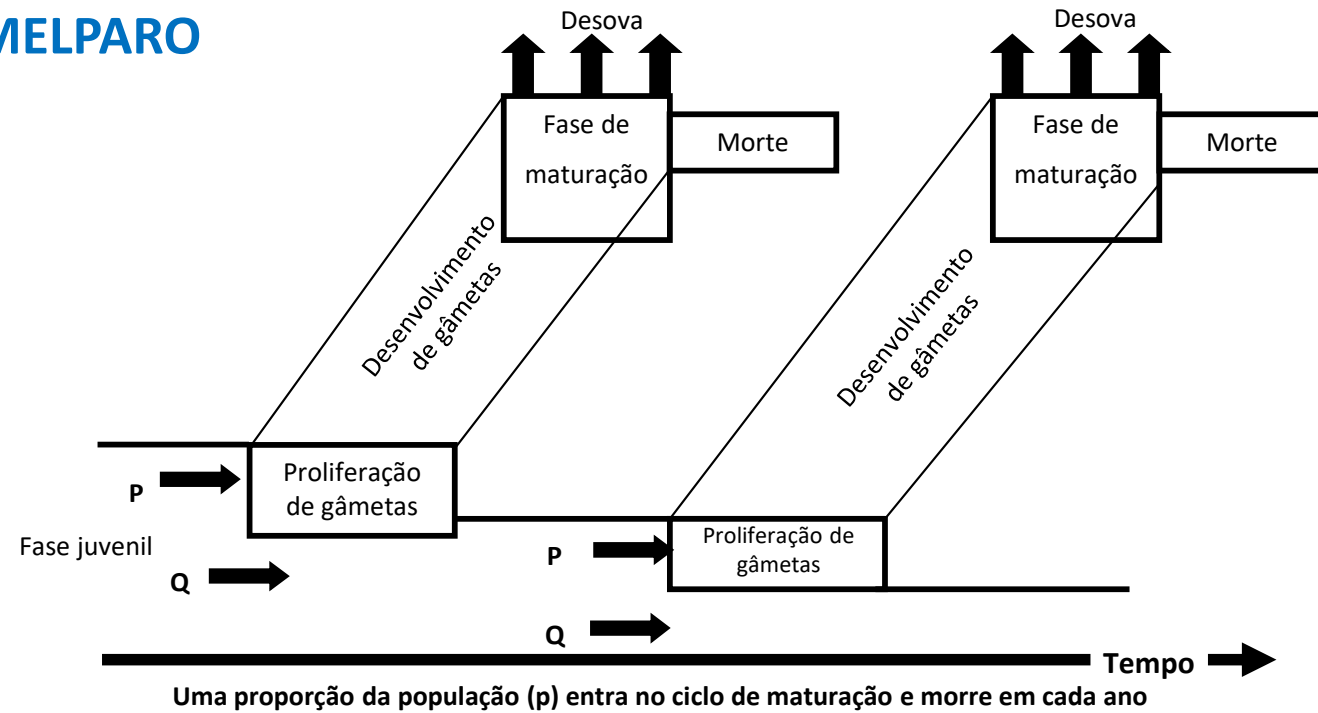 MELPARO
Desova
Desova
Fase de
maturação
Morte
Fase de
maturação
Morte
Desenvolvimento
de gâmetas
Desenvolvimento
de gâmetas
P
Proliferação
de gâmetas
Fase juvenil
Q
P
Proliferação de
gâmetas
Q
Tempo
Uma proporção da população (p) entra no ciclo de maturação e morre em cada ano